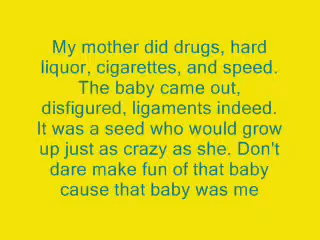 My mother did drugs, hard
liquor, cigarettes, and speed.
The baby came out,
disfigured, ligaments indeed.
It was a seed who would grow
up just as crazy as she. Don't
dare make fun of that baby
cause that baby was me